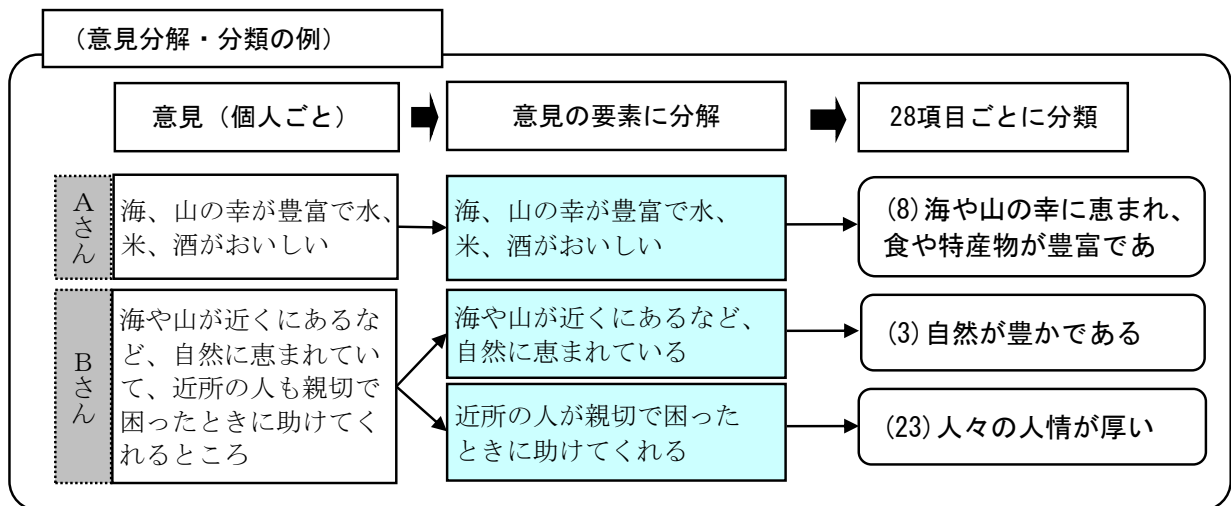 (意見分解・分類の例)
意見（個人ごと）
意見の要素に分解
28項目ごとに分類
Aさん
海、山の幸が豊富で水、
米、酒がおいしい
海、山の幸が豊富で水、
米、酒がおいしい
(8)海や山の幸に恵まれ、
食や特産物が豊富であ
Bさん
海や山が近くにあるな
ど、自然に恵まれてい
て、近所の人も親切で
困ったときに助けてく
れるところ
海や山が近くにあるなど、
自然に恵まれている
(3)自然が豊かである
近所の人が親切で困った
ときに助けてくれる
(23)人々の人情が厚い